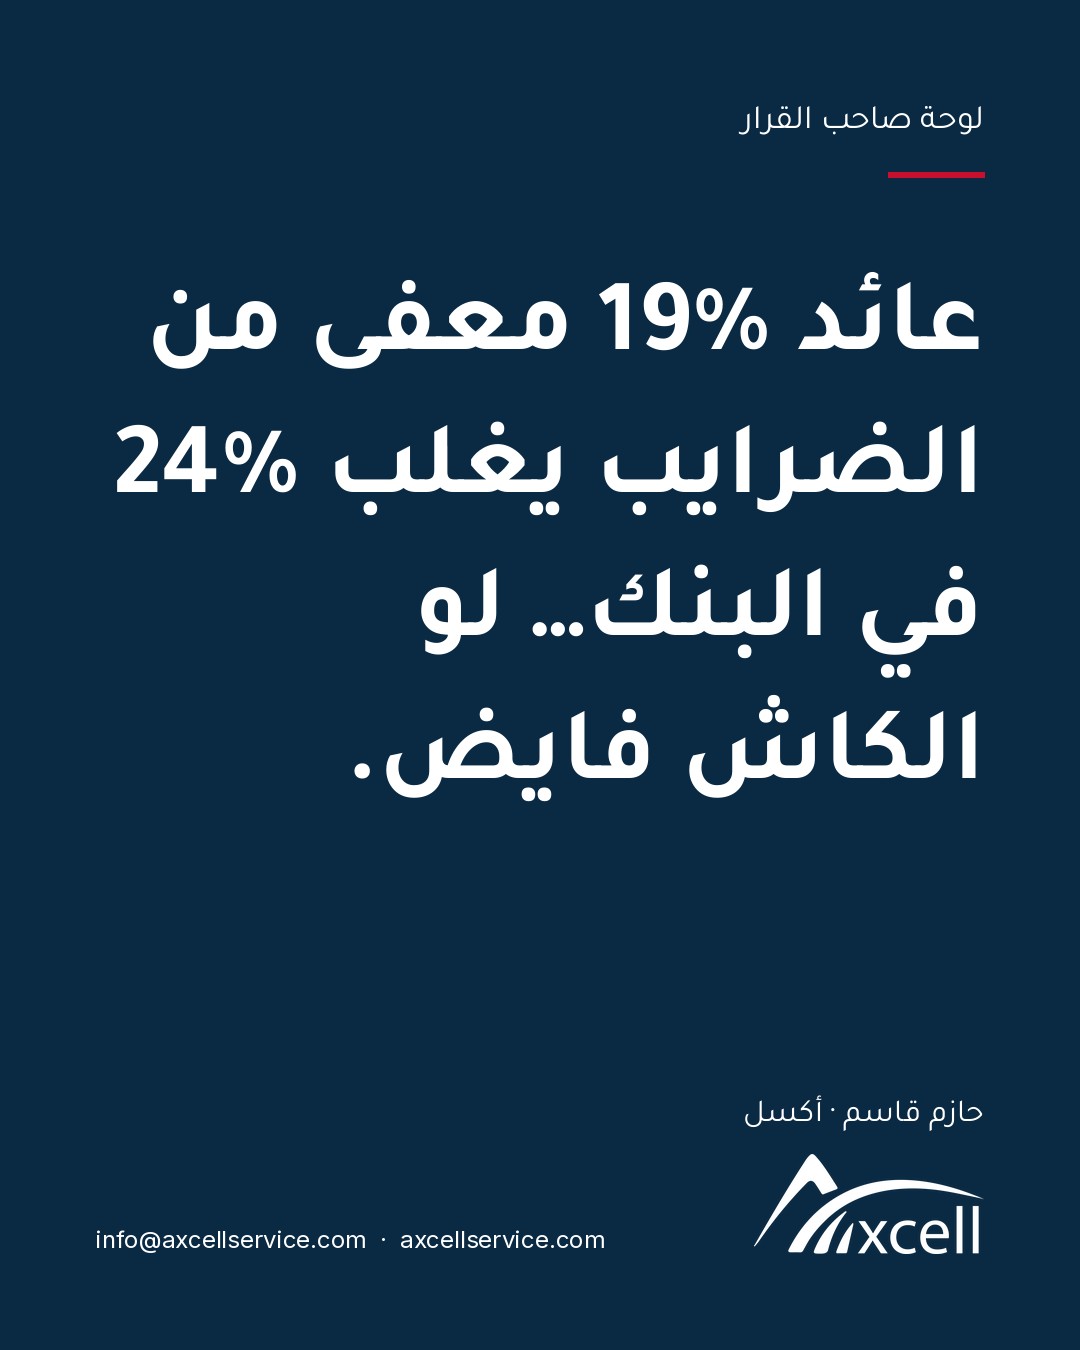 لوحة صاحب القرار
عائد 19% معفى من
الضرايب يغلب 24%
في البنك... لو
الكاش فايض.
حازم قاسم · أكسل
Axcell
info@axcellservice.com · axcellservice.com